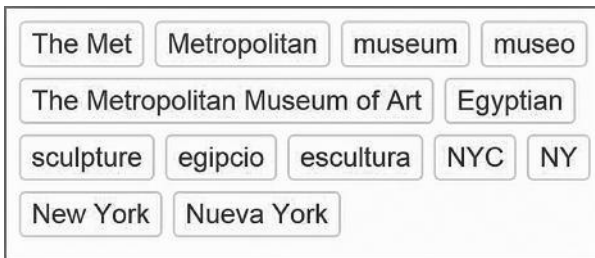 The Met Metropolitan museum museo
The Metropolitan Museum of Art Egyptian
sculpture egipcio escultura NYC NY
New York Nueva York